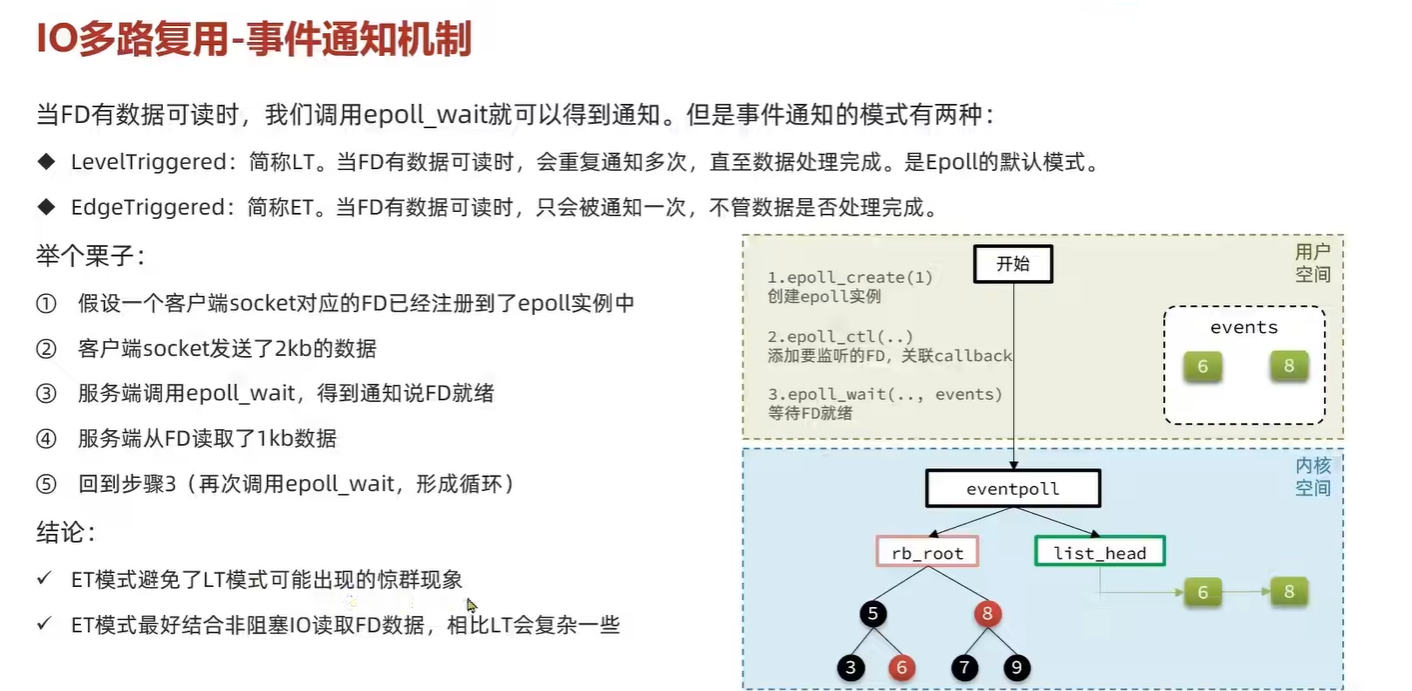 IO多路复用-事件通知机制
当FD有数据可读时，我们调用epoll_wait就可以得到通知。但是事件通知的模式有两种：
◆ LevelTriggered：简称LT。当FD有数据可读时，会重复通知多次，直至数据处理完成。是Epoll的默认模式。
◆ EdgeTriggered：简称ET。当FD有数据可读时，只会被通知一次，不管数据是否处理完成。
举个栗子：
① 假设一个客户端socket对应的FD已经注册到了epoll实例中
② 客户端socket发送了2kb的数据
③ 服务端调用epoll_wait，得到通知说FD就绪
④ 服务端从FD读取了1kb数据
⑤ 回到步骤3（再次调用epoll_wait，形成循环）
结论：
✓ ET模式避免了LT模式可能出现的惊群现象
✓ ET模式最好结合非阻塞IO读取FD数据，相比LT会复杂一些
用户
空间
开始
1.epoll_create(1)
创建epoll实例
2.epoll_ctl(..)
添加要监听的FD，关联callback
3.epoll_wait(.., events)
等待FD就绪
events
6 8
内核
空间
eventpoll
rb_root list_head
6 8
5 8
3 6 7 9